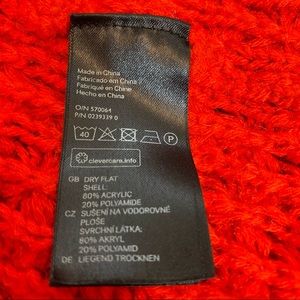 Made in China
Fabricado em China
Fabriqué en Chine
Hecho en China
O/N 570064
P/N 0239339 0
40
P
clevercare.info
GB DRY FLAT
SHELL:
80% ACRYLIC
20% POLYAMIDE
CZ SUŠENÍ NA VODOROVNÉ
PLOŠE
SVRCHNÍ LÁTKA:
80% AKRYL
20% POLYAMID
DE LIEGEND TROCKNEN